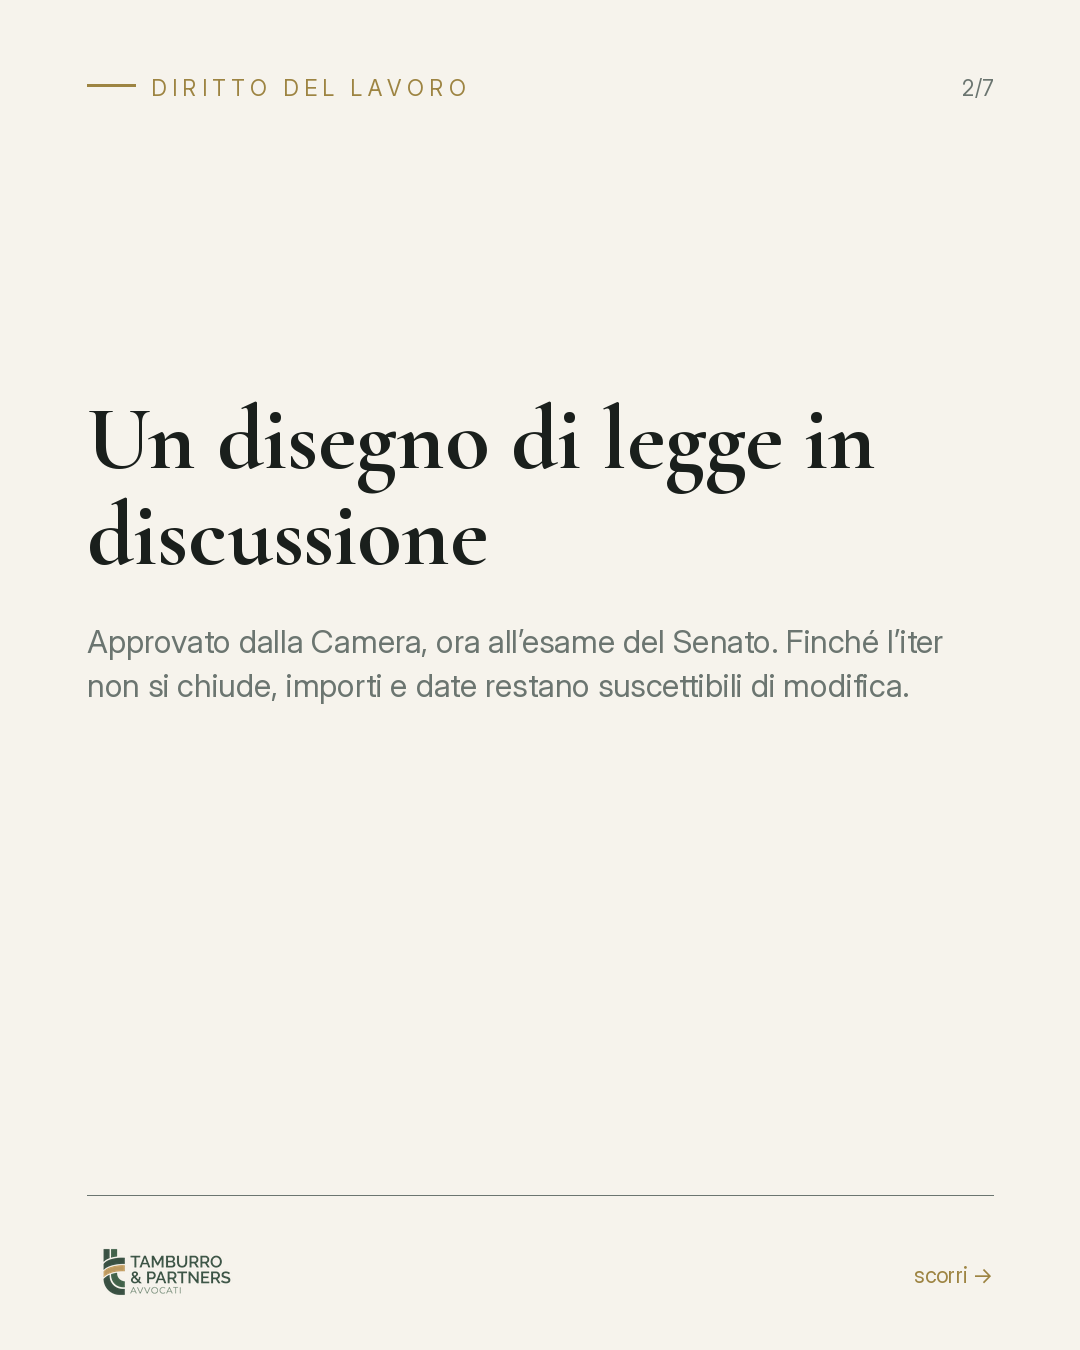 DIRITTO DEL LAVORO
2/7
Un disegno di legge in
discussione
Approvato dalla Camera, ora all’esame del Senato. Finché l’iter
non si chiude, importi e date restano suscettibili di modifica.
TAMBURRO
& PARTNERS
AVVOCATI
scorri →